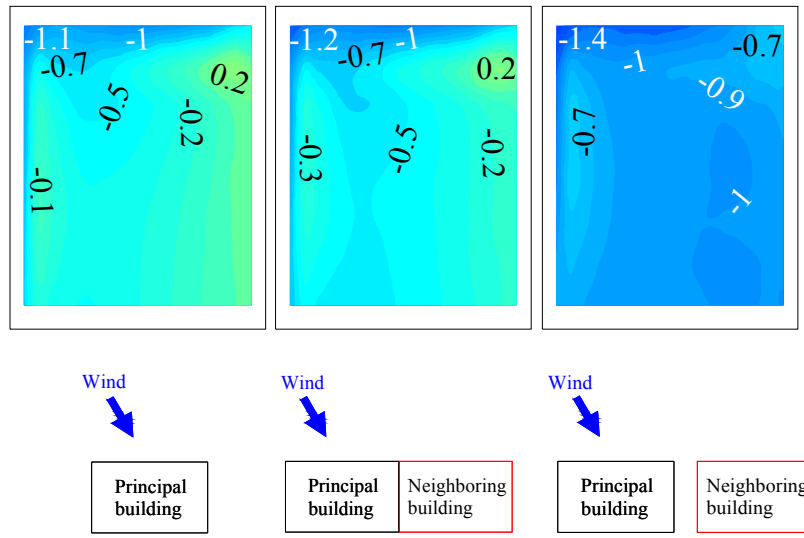 -1.1 -1
-0.7
-0.5
0.2
-0.2
-0.1
-1.2 -1
-0.7
0.2
-0.5
-0.3
-0.2
-1.4
-0.7
-1
-0.9
-0.7
-1
Wind
Wind
Wind
Principal
building
Principal
building
Neighboring
building
Principal
building
Neighboring
building